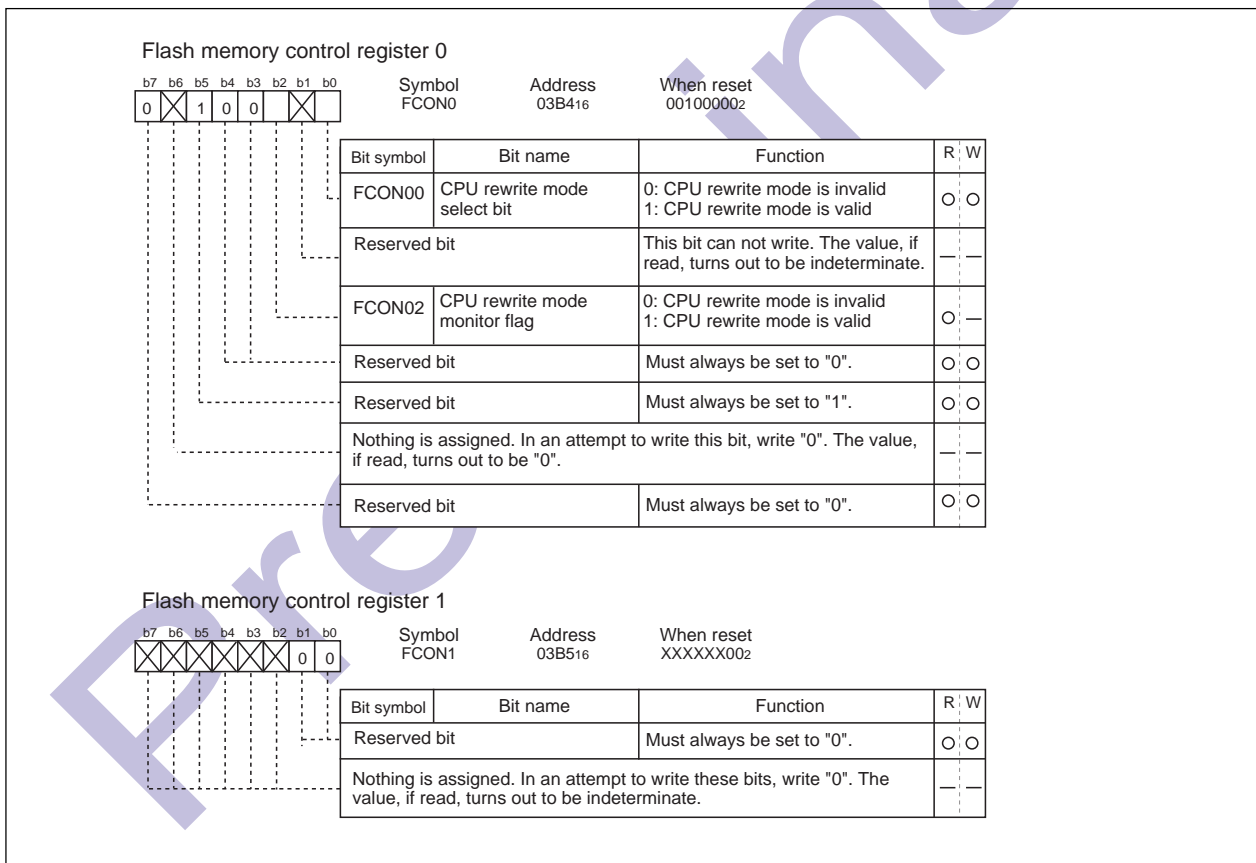 Flash memory control register 0
b7 b6 b5 b4 b3 b2 b1 b0
Symbol Address When reset
FCON0 03B416 001000002
0 1 0 0
Bit symbol Bit name Function R W
FCON00 CPU rewrite mode select bit 0: CPU rewrite mode is invalid
1: CPU rewrite mode is valid
Reserved bit This bit can not write. The value, if
read, turns out to be indeterminate.
FCON02 CPU rewrite mode monitor flag 0: CPU rewrite mode is invalid
1: CPU rewrite mode is valid
Reserved bit Must always be set to "0".
Reserved bit Must always be set to "1".
Nothing is assigned. In an attempt to write this bit, write "0". The value,
if read, turns out to be "0".
Reserved bit Must always be set to "0".
Flash memory control register 1
b7 b6 b5 b4 b3 b2 b1 b0
Symbol Address When reset
FCON1 03B516 XXXXXX002
0 0
Bit symbol Bit name Function R W
Reserved bit Must always be set to "0".
Nothing is assigned. In an attempt to write these bits, write "0". The
value, if read, turns out to be indeterminate.